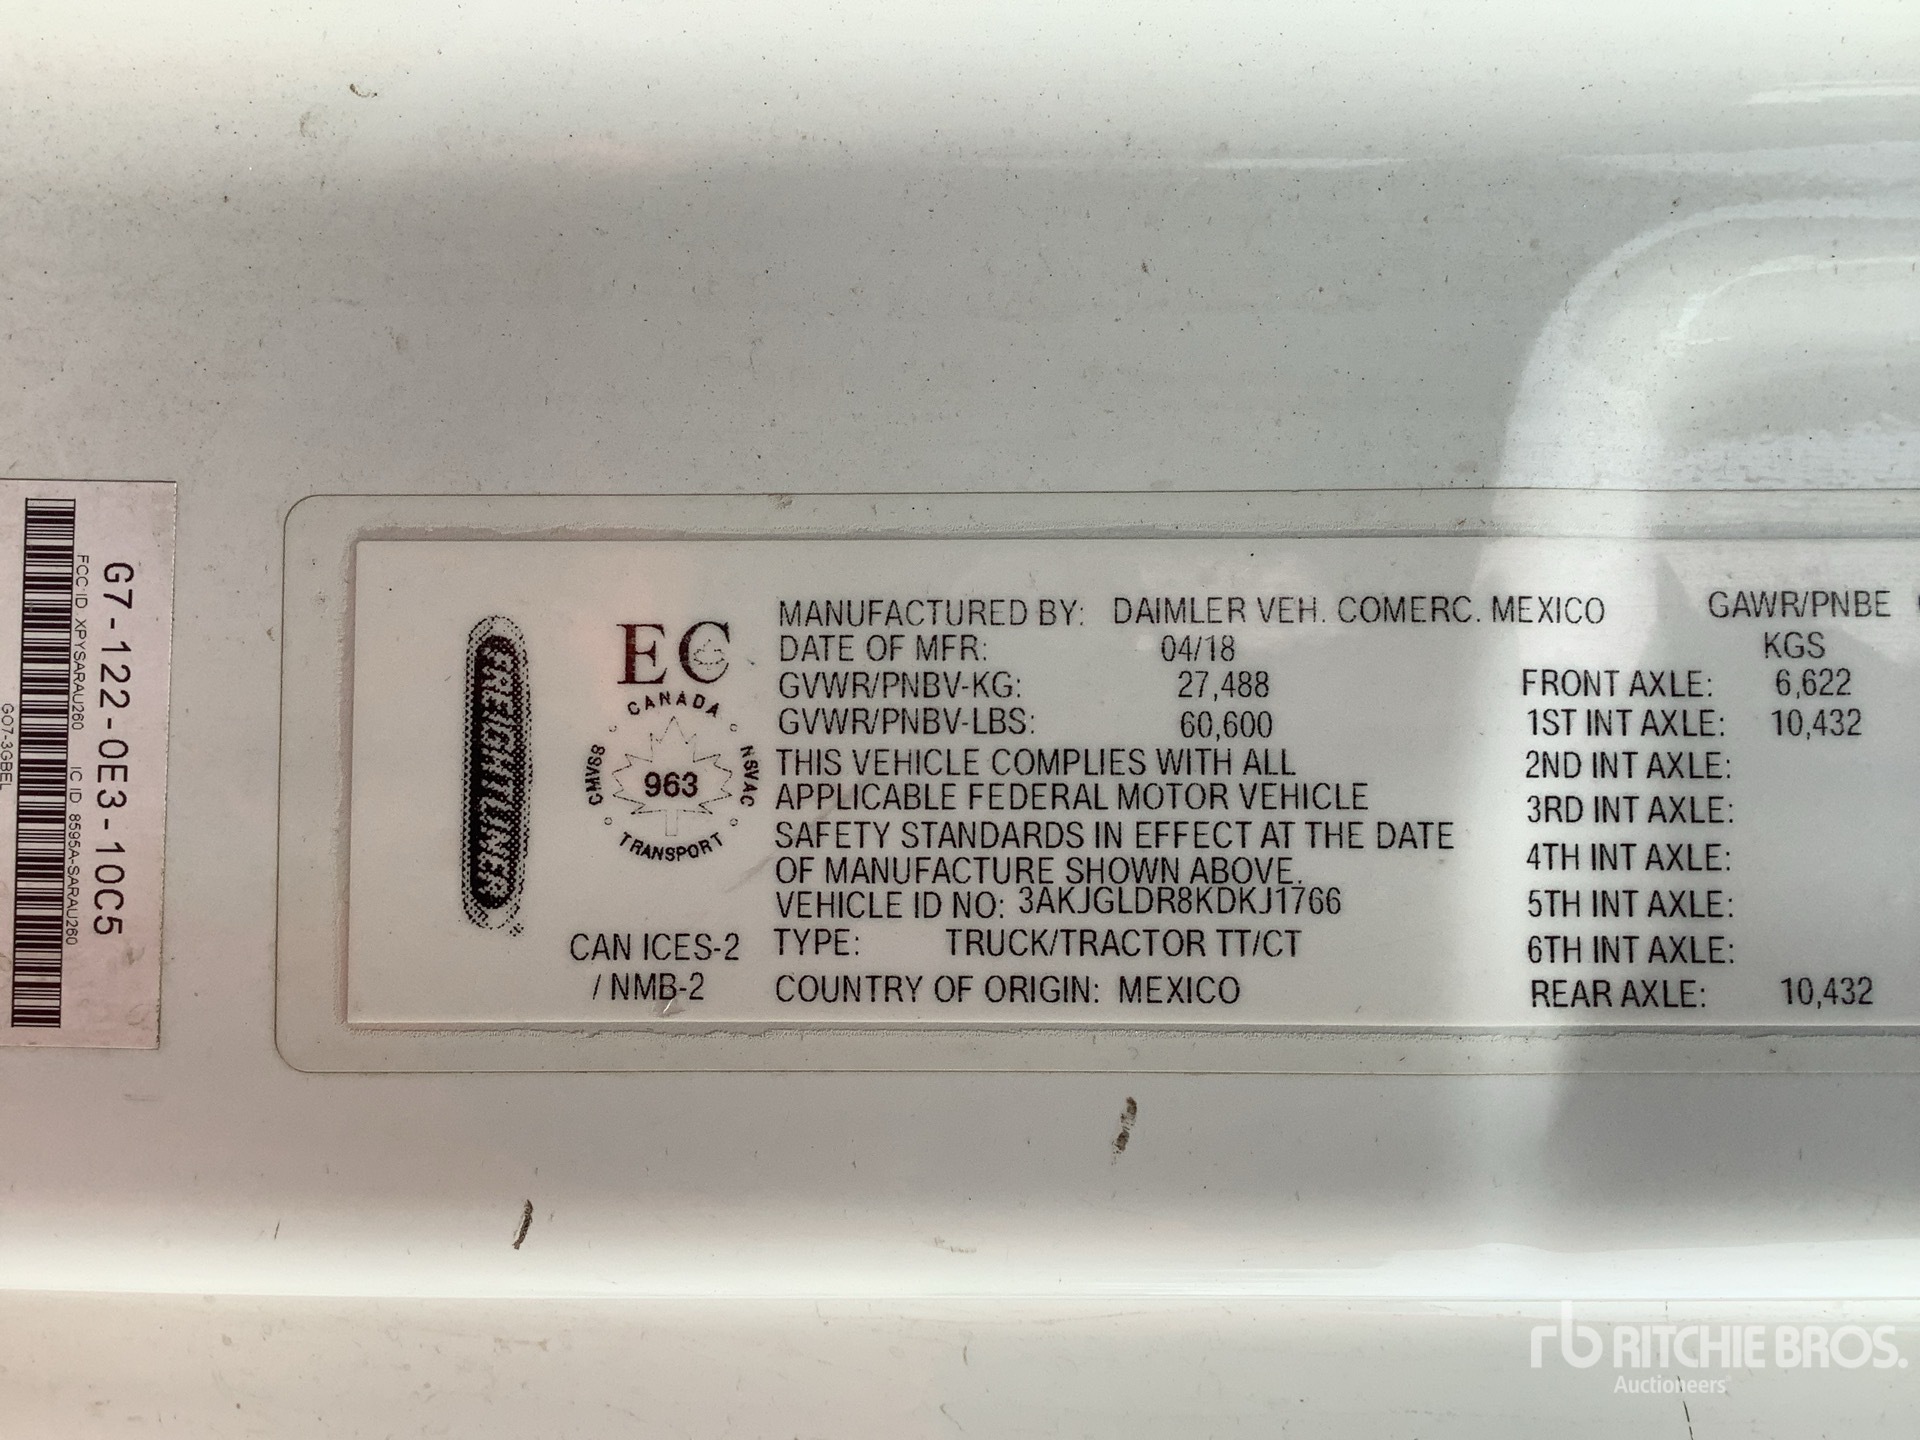 G7-122-0E3-10C5
FCC ID XPYSARAU260 IC ID 8595A-SARAU260
GO7-3GBEL
FREIGHTLINER
EC
CANADA
CMVSS
NSVAC
963
TRANSPORT
CAN ICES-2
/ NMB-2
MANUFACTURED BY: DAIMLER VEH. COMERC. MEXICO
DATE OF MFR: 04/18
GVWR/PNBV-KG: 27,488
GVWR/PNBV-LBS: 60,600
THIS VEHICLE COMPLIES WITH ALL
APPLICABLE FEDERAL MOTOR VEHICLE
SAFETY STANDARDS IN EFFECT AT THE DATE
OF MANUFACTURE SHOWN ABOVE.
VEHICLE ID NO: 3AKJGLDR8KDKJ1766
TYPE: TRUCK/TRACTOR TT/CT
COUNTRY OF ORIGIN: MEXICO
GAWR/PNBE
KGS
FRONT AXLE: 6,622
1ST INT AXLE: 10,432
2ND INT AXLE:
3RD INT AXLE:
4TH INT AXLE:
5TH INT AXLE:
6TH INT AXLE:
REAR AXLE: 10,432
rb RITCHIE BROS.
Auctioneers